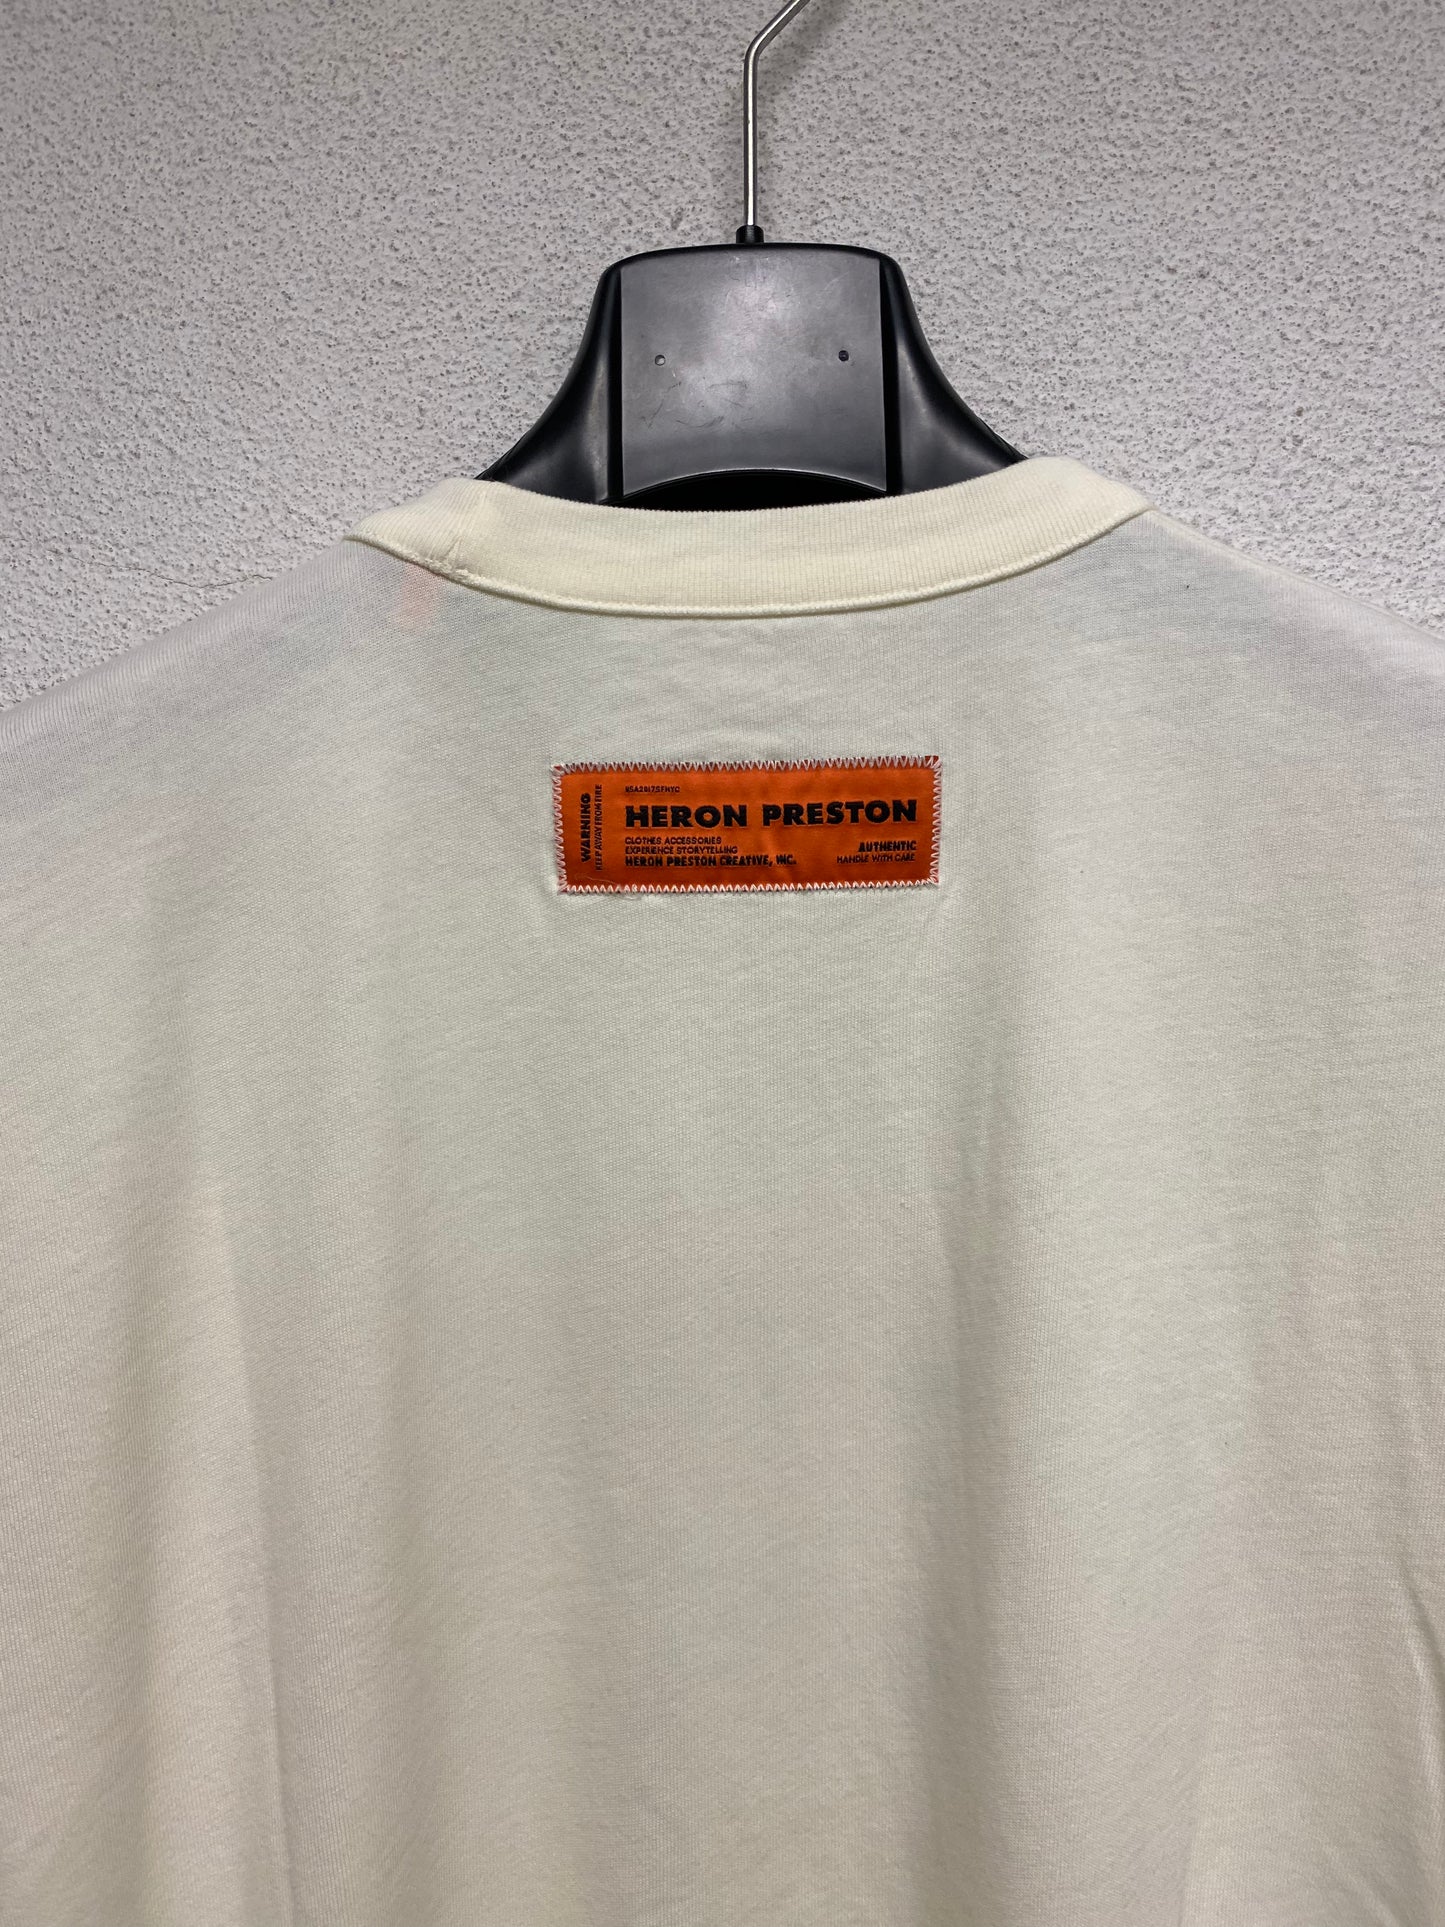 WARNING
KEEP AWAY FROM FIRE
HERON PRESTON
CLOTHES ACCESSORIES
EXPERIENCE STORYTELLING
HERON PRESTON CREATIVE, INC.
AUTHENTIC
HANDLE WITH CARE